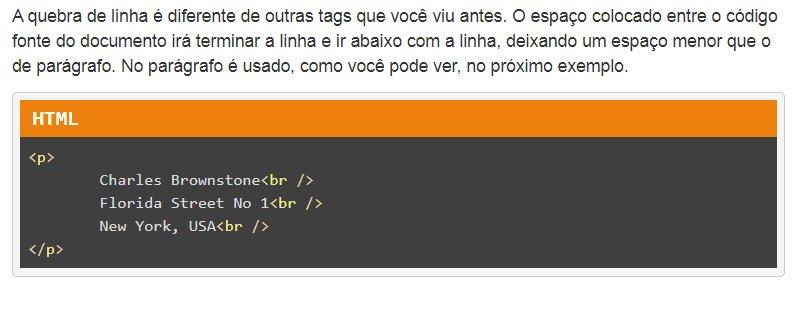 A quebra de linha é diferente de outras tags que você viu antes. O espaço colocado entre o código
fonte do documento irá terminar a linha e ir abaixo com a linha, deixando um espaço menor que o
de parágrafo. No parágrafo é usado, como você pode ver, no próximo exemplo.
HTML
<p>
Charles Brownstone<br />
Florida Street No 1<br />
New York, USA<br />
</p>